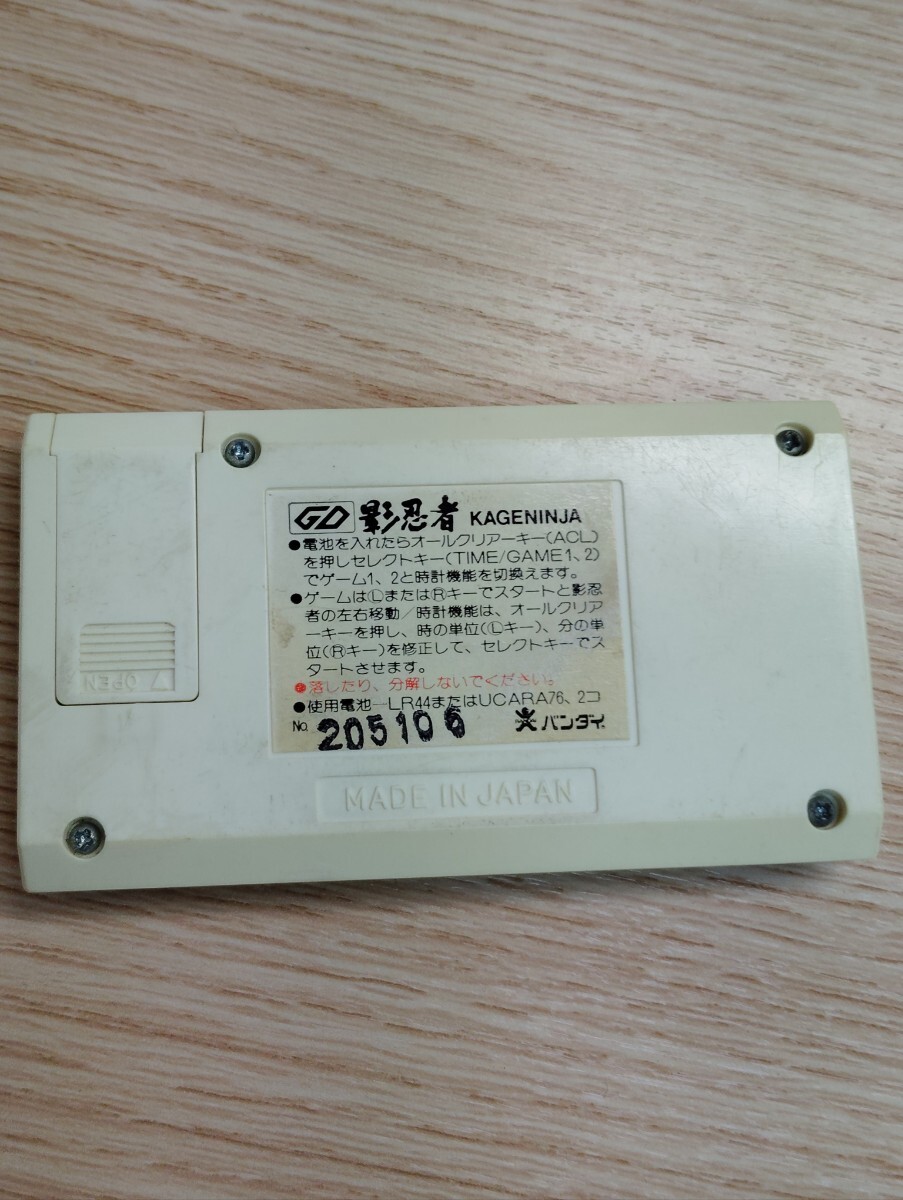 GD 影忍者 KAGENINJA
●電池を入れたらオールクリアーキー(ACL)
を押しセレクトキー(TIME/GAME1、2)
でゲーム1、2と時計機能を切換えます。
●ゲームはⓁまたはⓇキーでスタートと影忍
者の左右移動/時計機能は、オールクリア
ーキーを押し、時の単位(Ⓛキー)、分の単
位(Ⓡキー)を修正して、セレクトキーでス
タートさせます。
●落したり、分解しないでください。
●使用電池―LR44またはUCARA76、2コ
No. 205106 バンダイ
MADE IN JAPAN
OPEN